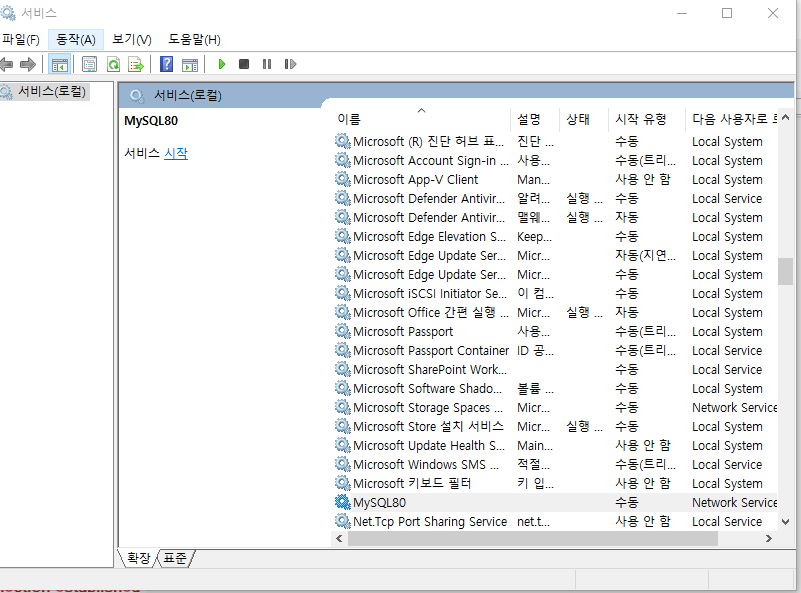 서비스
파일(F) 동작(A) 보기(V) 도움말(H)
서비스(로컬)
서비스(로컬)
MySQL80
서비스 시작
이름 설명 상태 시작 유형 다음 사용자로
Microsoft (R) 진단 허브 표... 진단 ... 수동 Local System
Microsoft Account Sign-in ... 사용... 수동(트리... Local System
Microsoft App-V Client Man... 사용 안 함 Local System
Microsoft Defender Antivir... 알려... 실행 ... 수동 Local Service
Microsoft Defender Antivir... 맬웨... 실행 ... 자동 Local System
Microsoft Edge Elevation S... Keep... 수동 Local System
Microsoft Edge Update Ser... Micr... 자동(지연... Local System
Microsoft Edge Update Ser... Micr... 수동 Local System
Microsoft iSCSI Initiator Se... 이 컴... 수동 Local System
Microsoft Office 간편 실행 ... Micr... 실행 ... 자동 Local System
Microsoft Passport 사용... 수동(트리... Local System
Microsoft Passport Container ID 공... 수동(트리... Local Service
Microsoft SharePoint Work... 수동 Local Service
Microsoft Software Shado... 볼륨 ... 수동 Local System
Microsoft Storage Spaces ... Micr... 수동 Network Service
Microsoft Store 설치 서비스 Micr... 실행 ... 수동 Local System
Microsoft Update Health S... Main... 사용 안 함 Local System
Microsoft Windows SMS ... 적절... 수동(트리... Local Service
Microsoft 키보드 필터 키 입... 사용 안 함 Local System
MySQL80 수동 Network Service
Net.Tcp Port Sharing Service net.t... 사용 안 함 Local Service
확장 표준